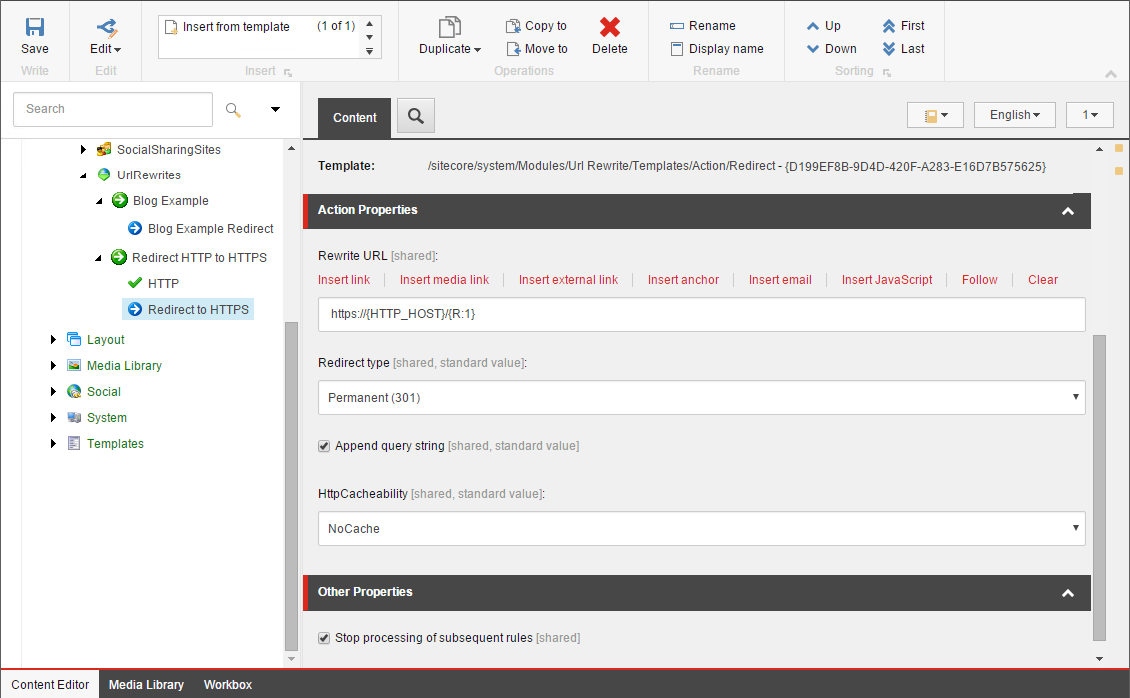 Save
Write
Edit
Edit
Insert from template (1 of 1)
Insert
Duplicate
Copy to
Move to
Delete
Operations
Rename
Display name
Rename
Up
Down
First
Last
Sorting
Search
SocialSharingSites
UrlRewrites
Blog Example
Blog Example Redirect
Redirect HTTP to HTTPS
HTTP
Redirect to HTTPS
Layout
Media Library
Social
System
Templates
Content
English
1
Template: /sitecore/system/Modules/Url Rewrite/Templates/Action/Redirect - {D199EF8B-9D4D-420F-A283-E16D7B575625}
Action Properties
Rewrite URL [shared]:
Insert link Insert media link Insert external link Insert anchor Insert email Insert JavaScript Follow Clear
https://{HTTP_HOST}/{R:1}
Redirect type [shared, standard value]:
Permanent (301)
Append query string [shared, standard value]
HttpCacheability [shared, standard value]:
NoCache
Other Properties
Stop processing of subsequent rules [shared]
Content Editor Media Library Workbox